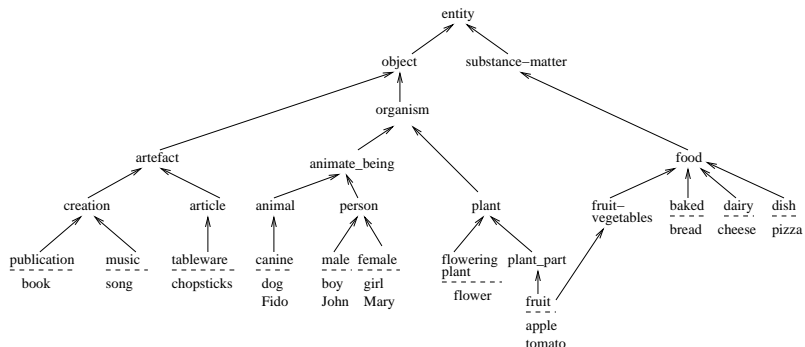 entity
object substance−matter
organism
artefact animate_being food
creation article animal person plant fruit− vegetables baked dairy dish
bread cheese pizza
publication music tableware canine male female flowering plant plant_part
book song chopsticks dog boy girl flower fruit
Fido John Mary apple
tomato